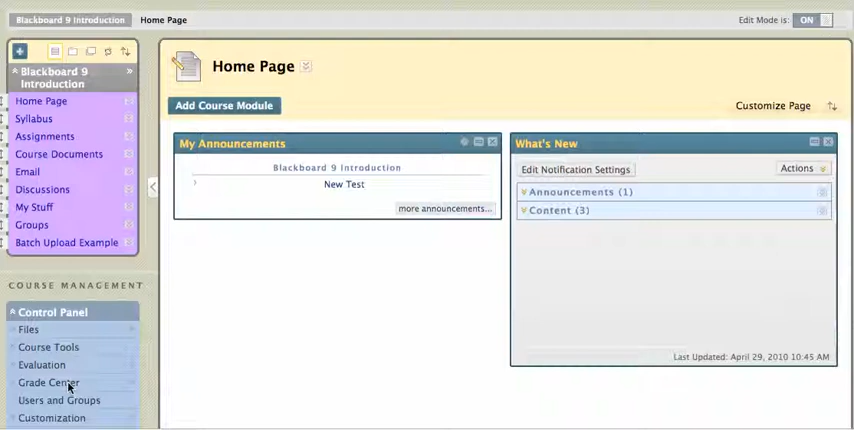 Blackboard 9 Introduction Home Page Edit Mode is: ON
Blackboard 9
Introduction
Home Page
Syllabus
Assignments
Course Documents
Email
Discussions
My Stuff
Groups
Batch Upload Example
COURSE MANAGEMENT
Control Panel
Files
Course Tools
Evaluation
Grade Center
Users and Groups
Customization
Home Page
Add Course Module
Customize Page
My Announcements
Blackboard 9 Introduction
New Test
more announcements...
What's New
Edit Notification Settings
Actions
Announcements (1)
Content (3)
Last Updated: April 29, 2010 10:45 AM